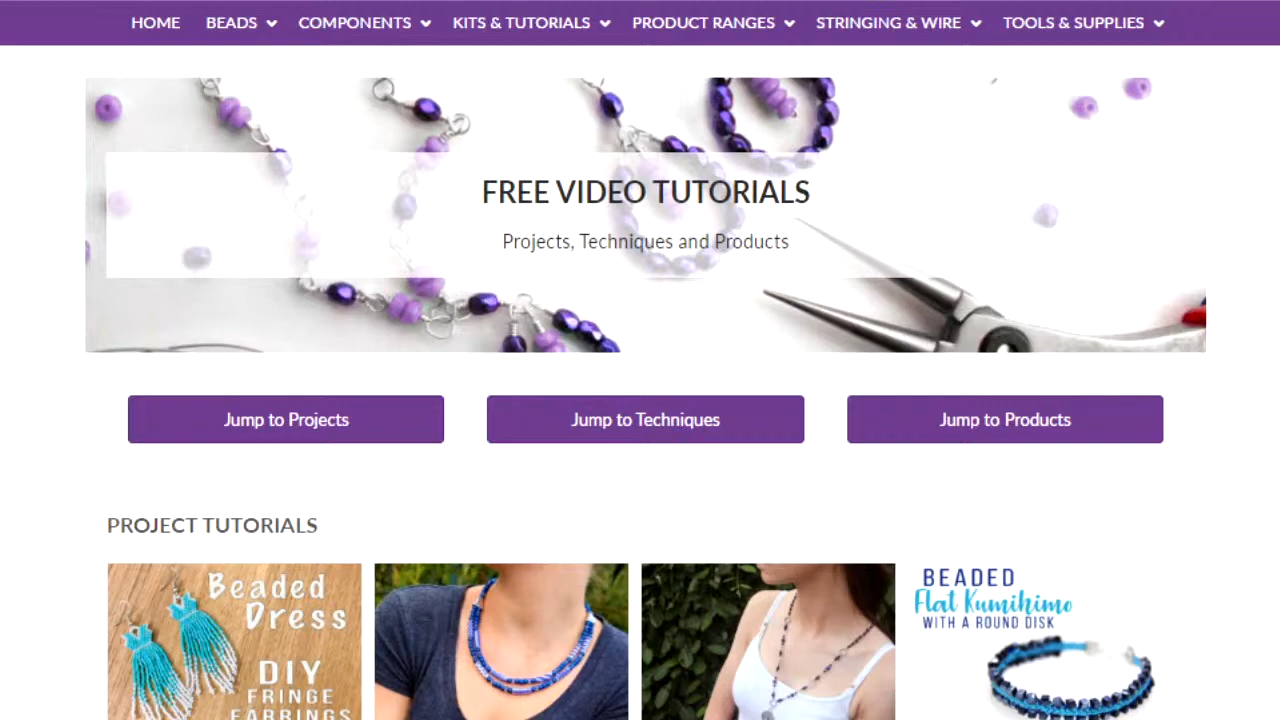 HOME BEADS COMPONENTS KITS & TUTORIALS PRODUCT RANGES STRINGING & WIRE TOOLS & SUPPLIES
FREE VIDEO TUTORIALS
Projects, Techniques and Products
Jump to Projects Jump to Techniques Jump to Products
PROJECT TUTORIALS
Beaded
Dress
DIY
FRINGE
EARRINGS
BEADED
Flat Kumihimo
WITH A ROUND DISK